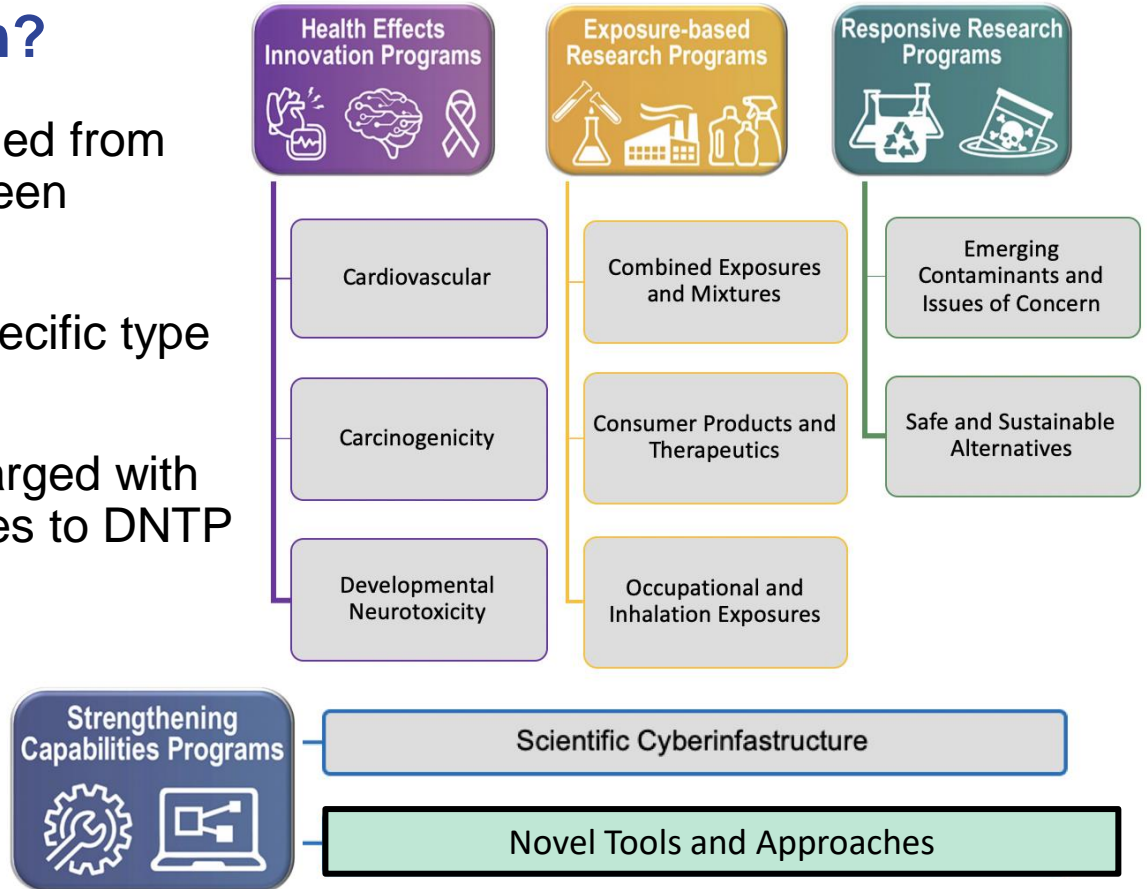 n?
ed from
een
ecific type
arged with
es to DNTP
Health Effects
Innovation Programs
Cardiovascular
Carcinogenicity
Developmental
Neurotoxicity
Exposure-based
Research Programs
Combined Exposures
and Mixtures
Consumer Products and
Therapeutics
Occupational and
Inhalation Exposures
Responsive Research
Programs
Emerging
Contaminants and
Issues of Concern
Safe and Sustainable
Alternatives
Strengthening
Capabilities Programs
Scientific Cyberinfastructure
Novel Tools and Approaches